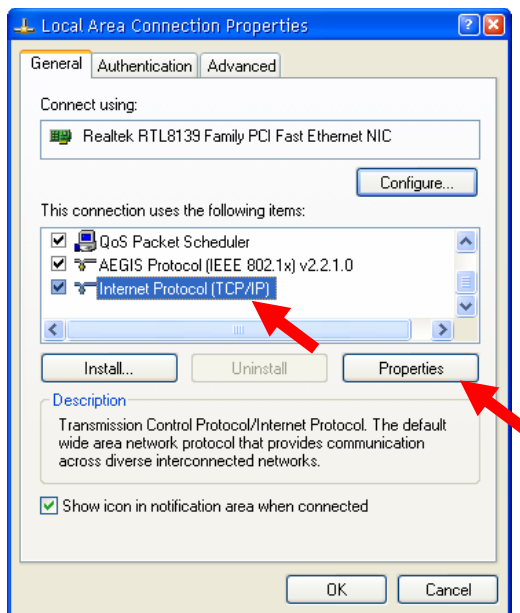 Local Area Connection Properties
General Authentication Advanced
Connect using:
Realtek RTL8139 Family PCI Fast Ethernet NIC
Configure...
This connection uses the following items:
QoS Packet Scheduler
AEGIS Protocol (IEEE 802.1x) v2.2.1.0
Internet Protocol (TCP/IP)
Install... Uninstall Properties
Description
Transmission Control Protocol/Internet Protocol. The default
wide area network protocol that provides communication
across diverse interconnected networks.
Show icon in notification area when connected
OK Cancel